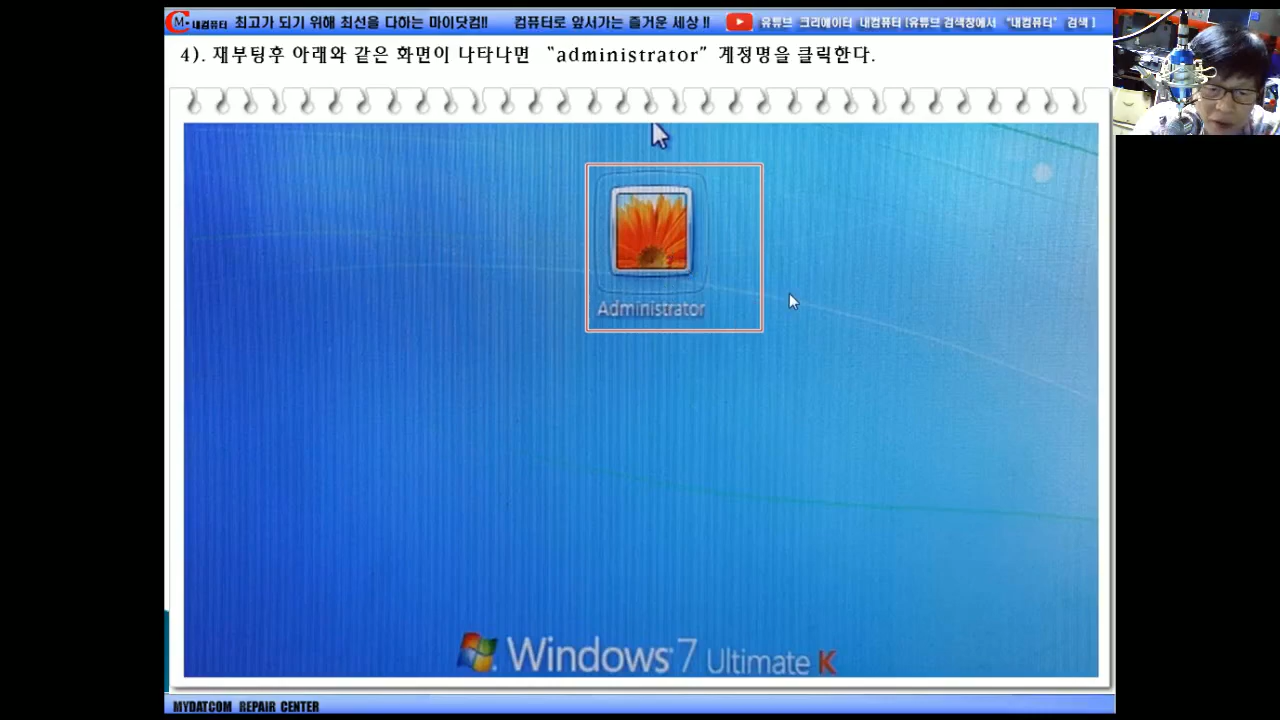 M- 내컴퓨터 최고가 되기 위해 최선을 다하는 마이닷컴!! 컴퓨터로 앞서가는 즐거운 세상 !! 유튜브 크리에이터 내컴퓨터 [유튜브 검색창에서 "내컴퓨터" 검색 ]
4). 재부팅후 아래와 같은 화면이 나타나면 "administrator" 계정명을 클릭한다.
Administrator
Windows 7 Ultimate K
MYDATCOM REPAIR CENTER